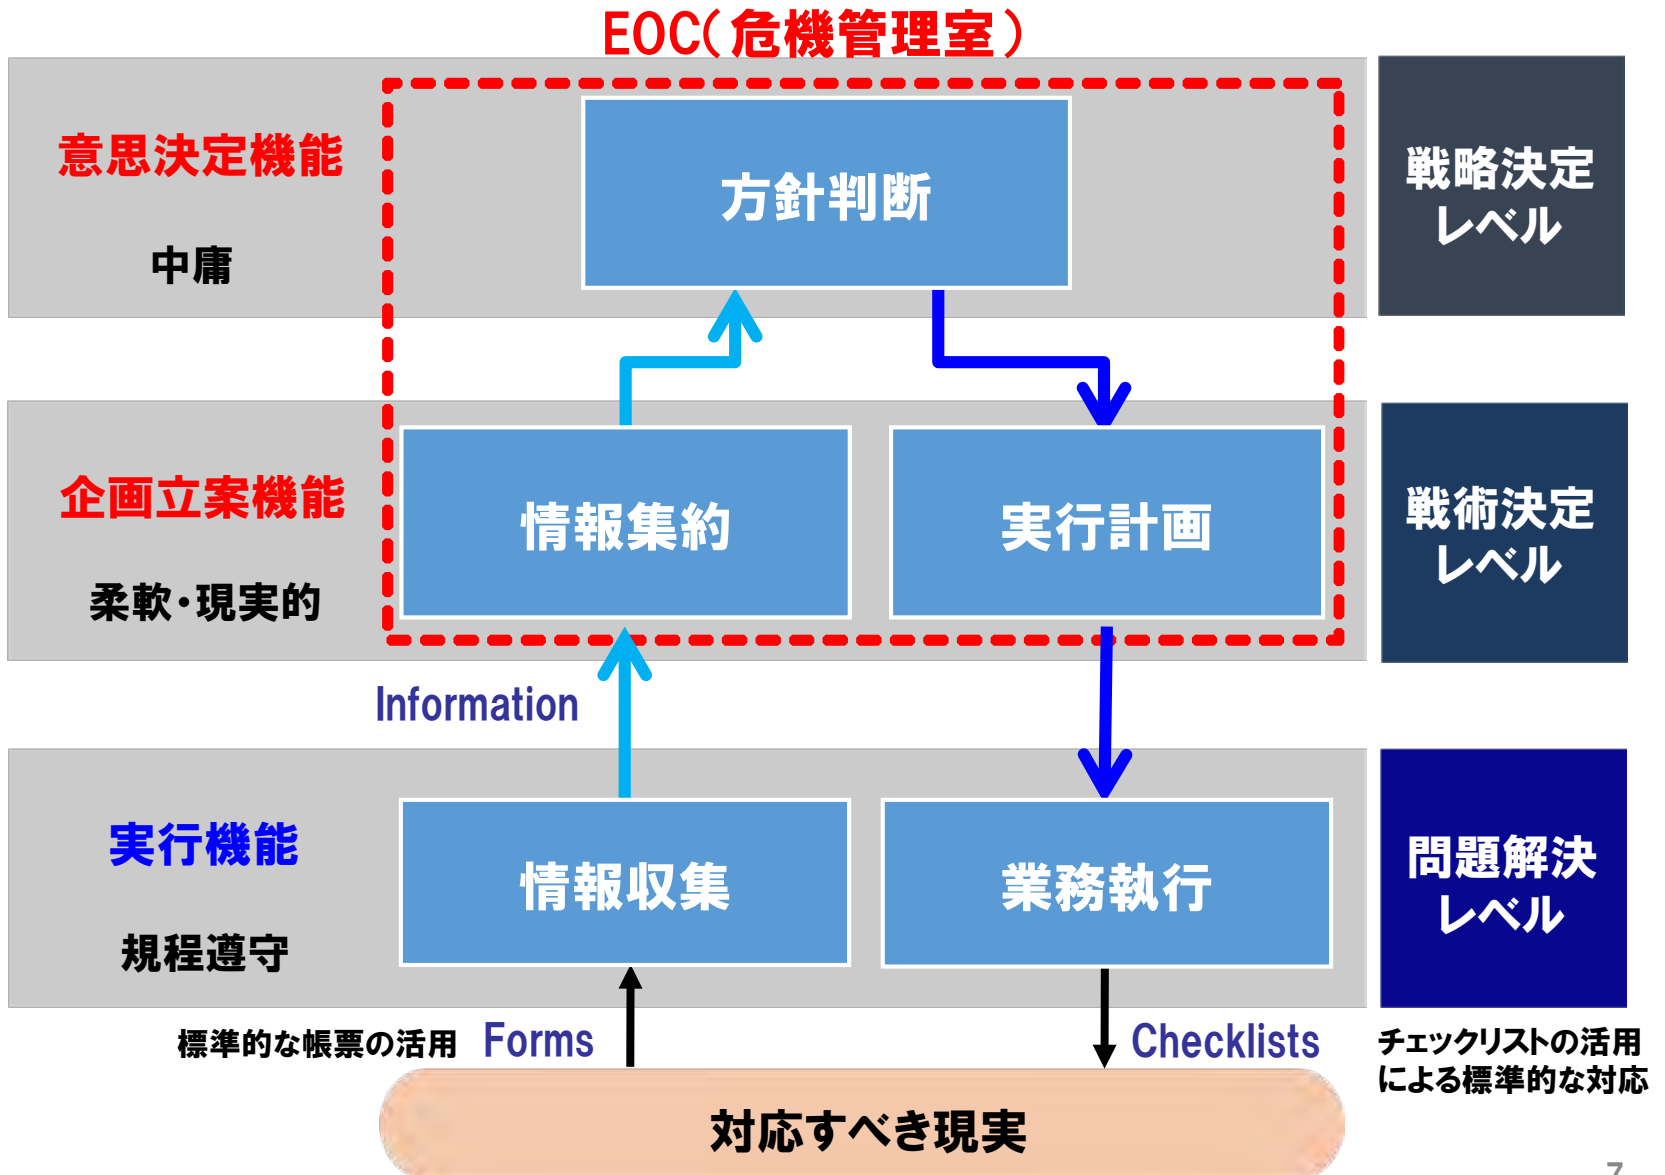 EOC(危機管理室)
意思決定機能
中庸
方針判断
戦略決定
レベル
企画立案機能
柔軟・現実的
情報集約
実行計画
戦術決定
レベル
Information
実行機能
規程遵守
情報収集
業務執行
問題解決
レベル
標準的な帳票の活用
Forms
Checklists
チェックリストの活用
による標準的な対応
対応すべき現実
7